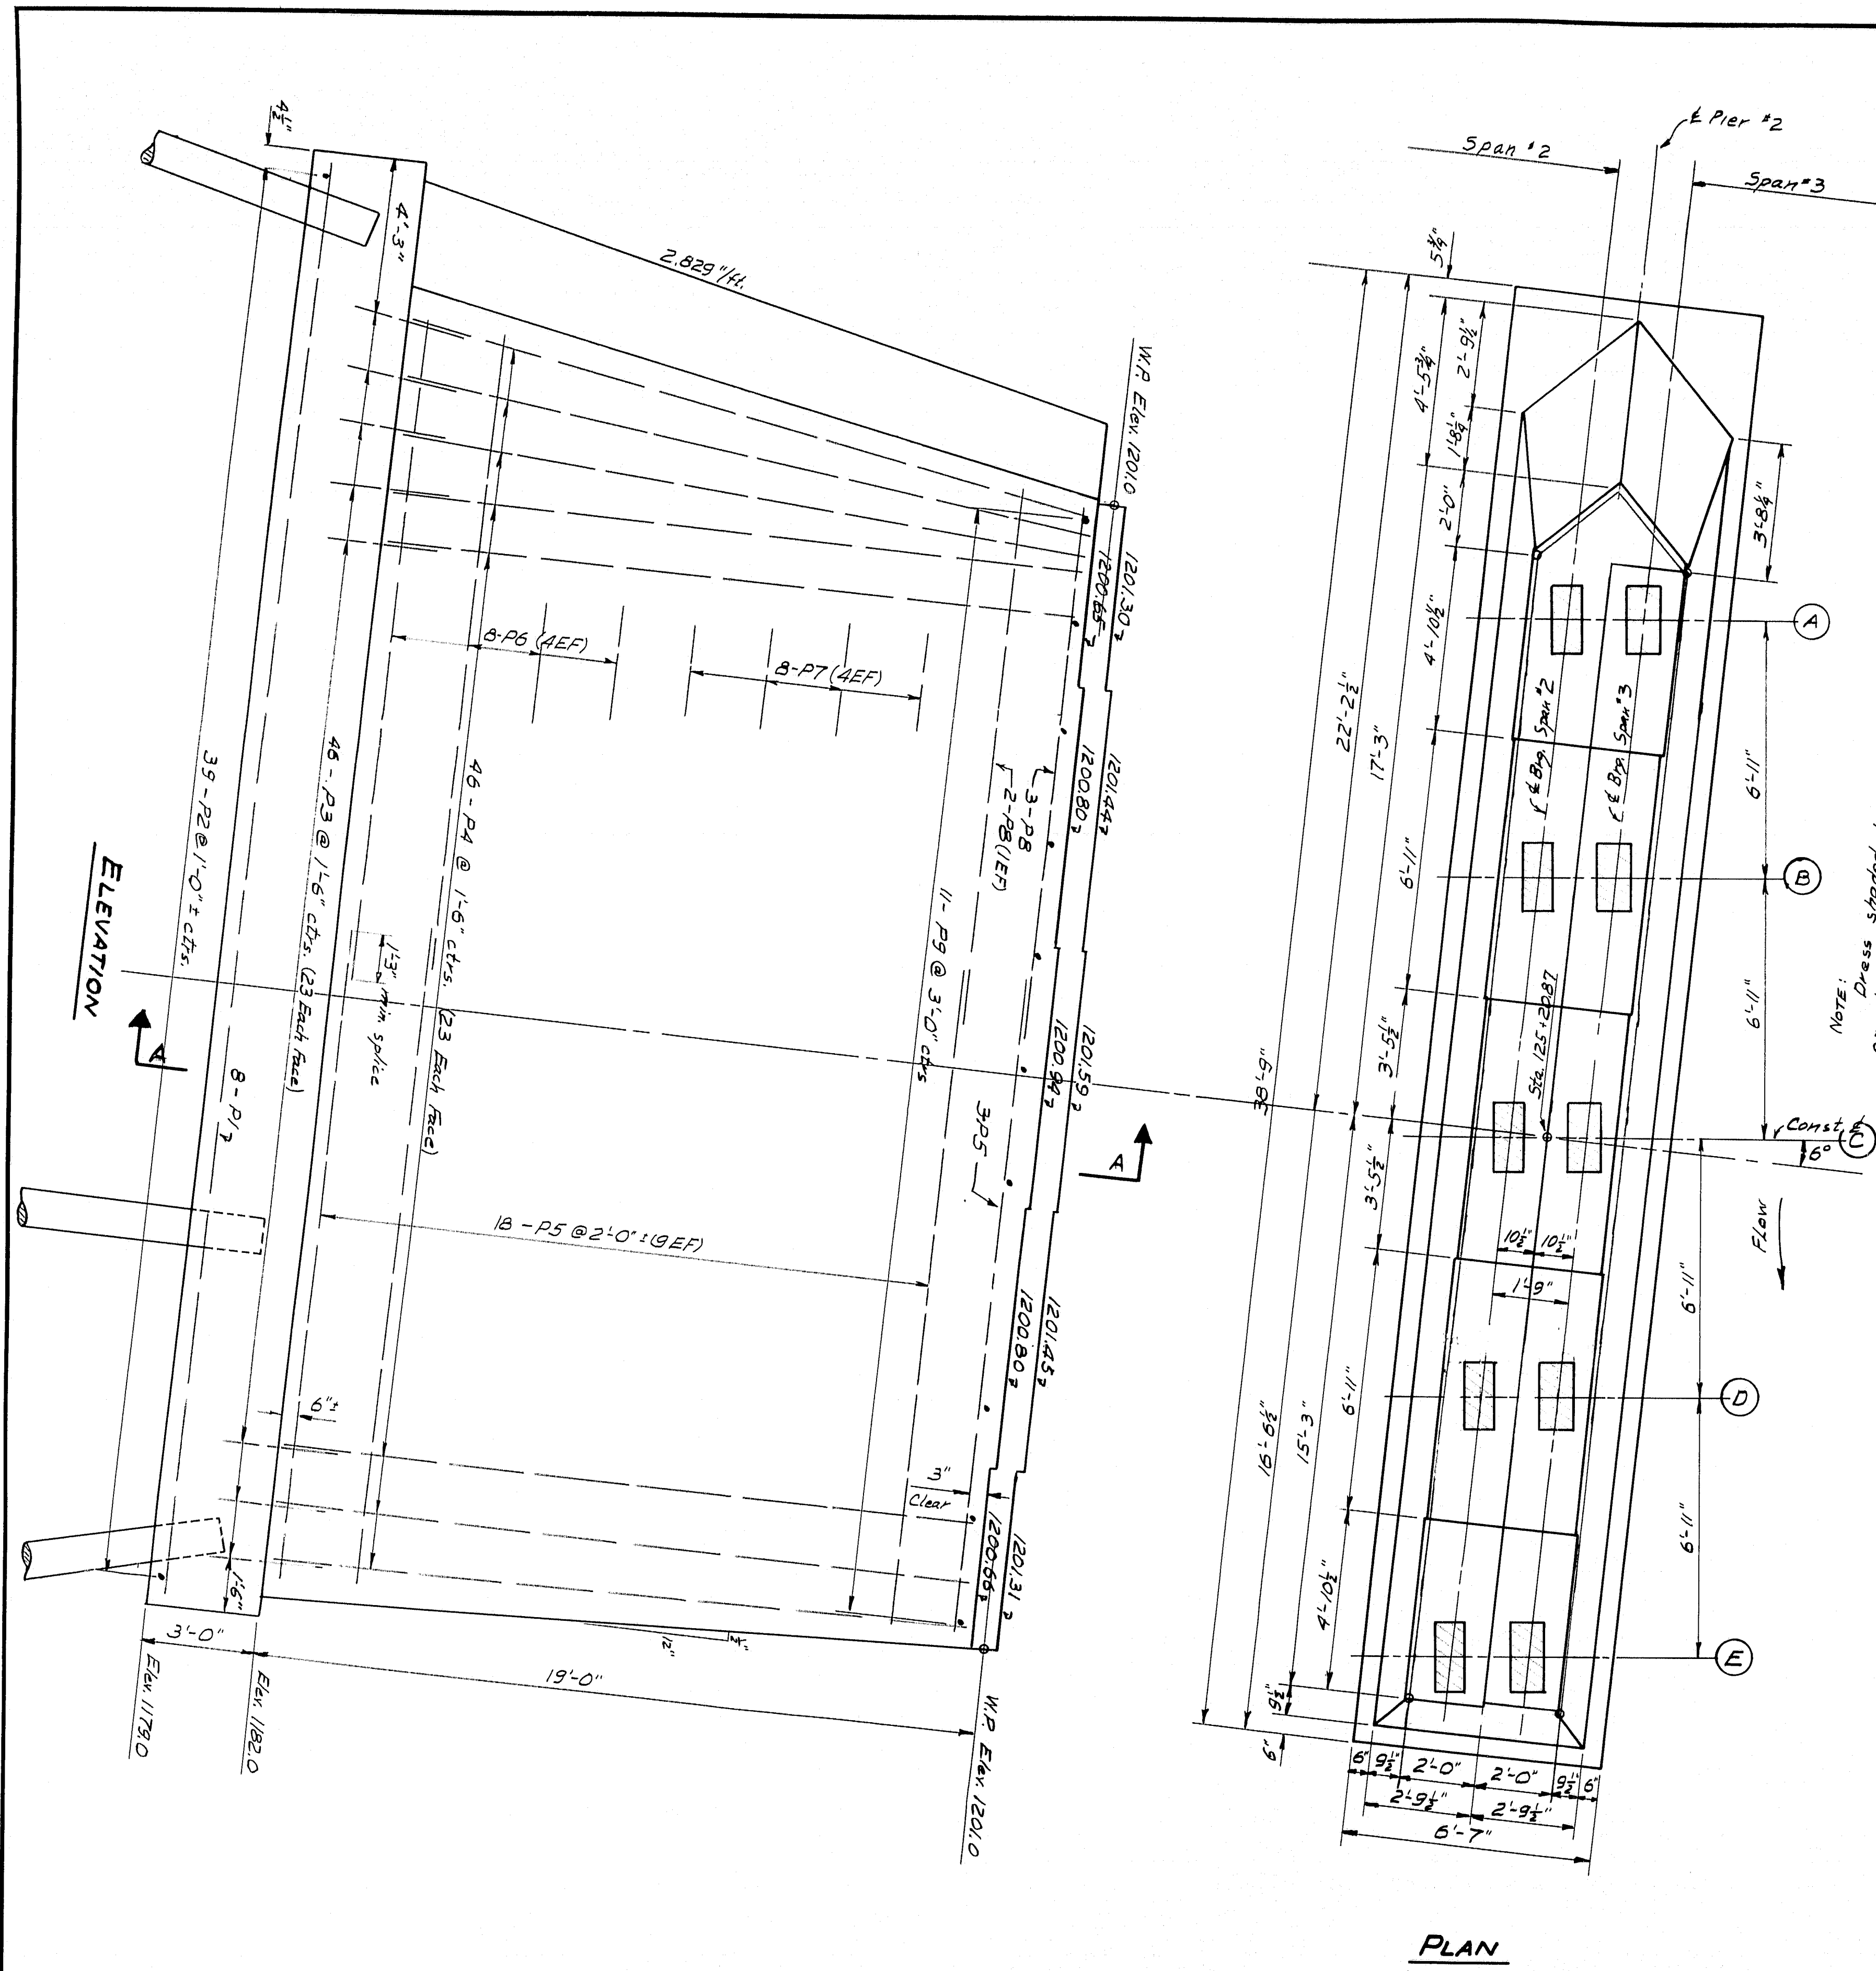 4½"
4'-3"
2.829"/ft.
W.P. Elev. 1201.0
1201.30
1200.65
8-P6 (4EF)
8-P7 (4EF)
1201.44
1200.80
3-P8
2-P8 (1EF)
11-P9 @ 3'-0" ctrs
39-P2 @ 1'-0"± ctrs.
46-P3 @ 1'-6" ctrs. (23 Each Face)
46-P4 @ 1'-6" ctrs. (23 Each Face)
1'-3" min splice
8-P1
1201.59
1200.94
3-P5
A
A
18-P5 @ 2'-0"± (9EF)
1201.45
1200.80
6"±
3"
Clear
1201.31
1200.66
1'-6"
3'-0"
19'-0"
12"
Elev. 1179.0
Elev. 1182.0
W.P. Elev. 1201.0
ELEVATION
Span #2
℄ Pier #2
Span #3
5¾"
2'-9½"
4'-5¾"
1'-8¼"
2'-0"
3'-8¼"
4'-10½"
A
22'-2½"
17'-3"
℄ Brg. Span #2
℄ Brg. Span #3
6'-11"
6'-11"
B
6'-11"
NOTE:
Dress shaded
3'-5½"
Sta. 125+20.87
38'-9"
Const. ℄
C
6°
Flow
3'-5½"
10½"
10½"
1'-9"
6'-11"
6'-11"
D
16'-6½"
15'-3"
6'-11"
4'-10½"
E
9½"
6"
6"
9½"
2'-0"
2'-0"
9½"
6"
2'-9½"
2'-9½"
6'-7"
PLAN